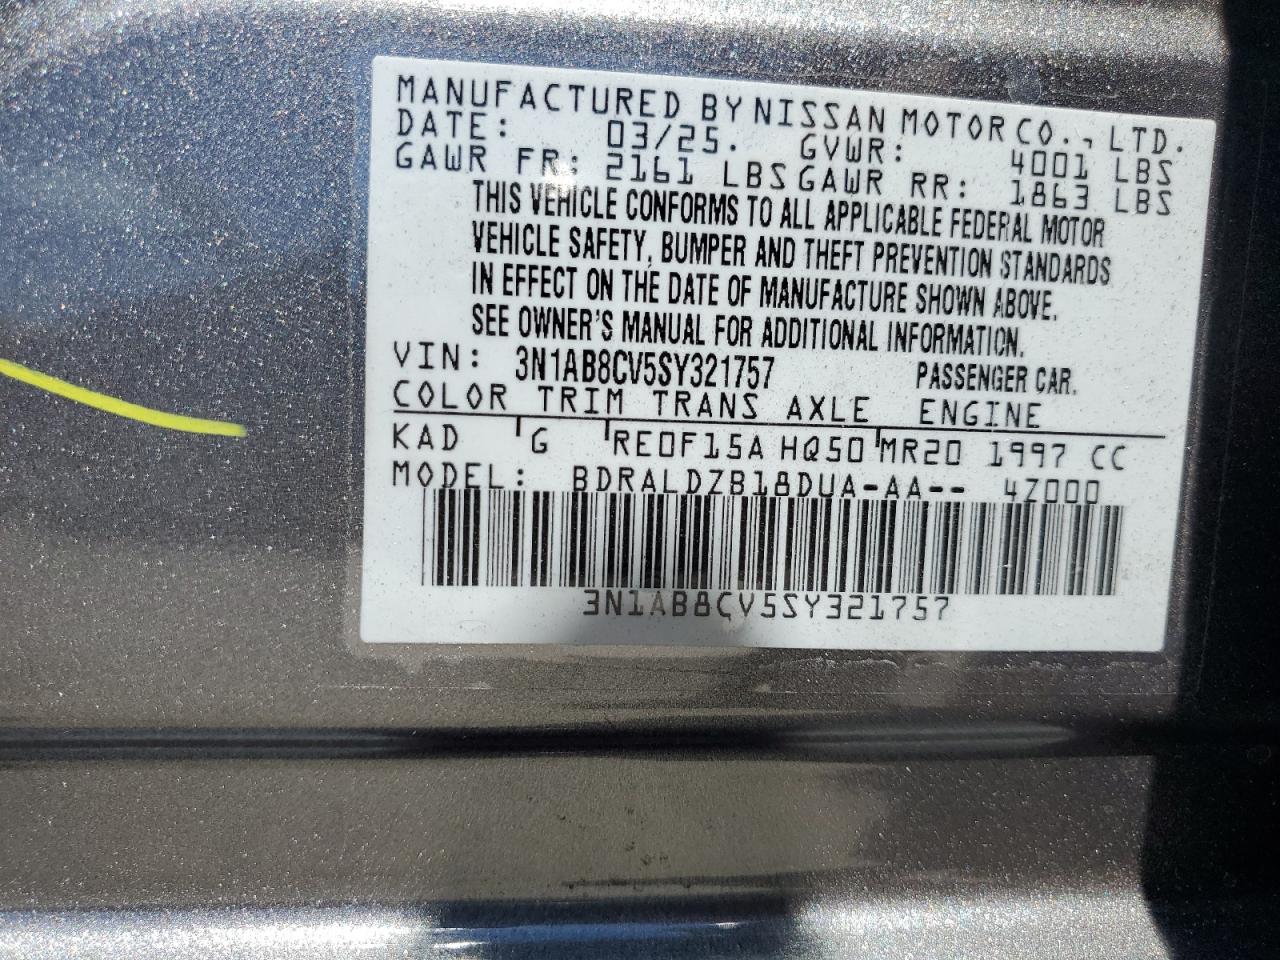 MANUFACTURED BY NISSAN MOTOR CO., LTD.
DATE: 03/25. GVWR: 4001 LBS
GAWR FR: 2161 LBS GAWR RR: 1863 LBS
THIS VEHICLE CONFORMS TO ALL APPLICABLE FEDERAL MOTOR
VEHICLE SAFETY, BUMPER AND THEFT PREVENTION STANDARDS
IN EFFECT ON THE DATE OF MANUFACTURE SHOWN ABOVE.
SEE OWNER'S MANUAL FOR ADDITIONAL INFORMATION.
VIN: 3N1AB8CV5SY321757 PASSENGER CAR.
COLOR TRIM TRANS AXLE ENGINE
KAD G RE0F15A HQ50 MR20 1997 CC
MODEL: BDRALDZB18DUA-AA-- 4Z000
3N1AB8CV5SY321757